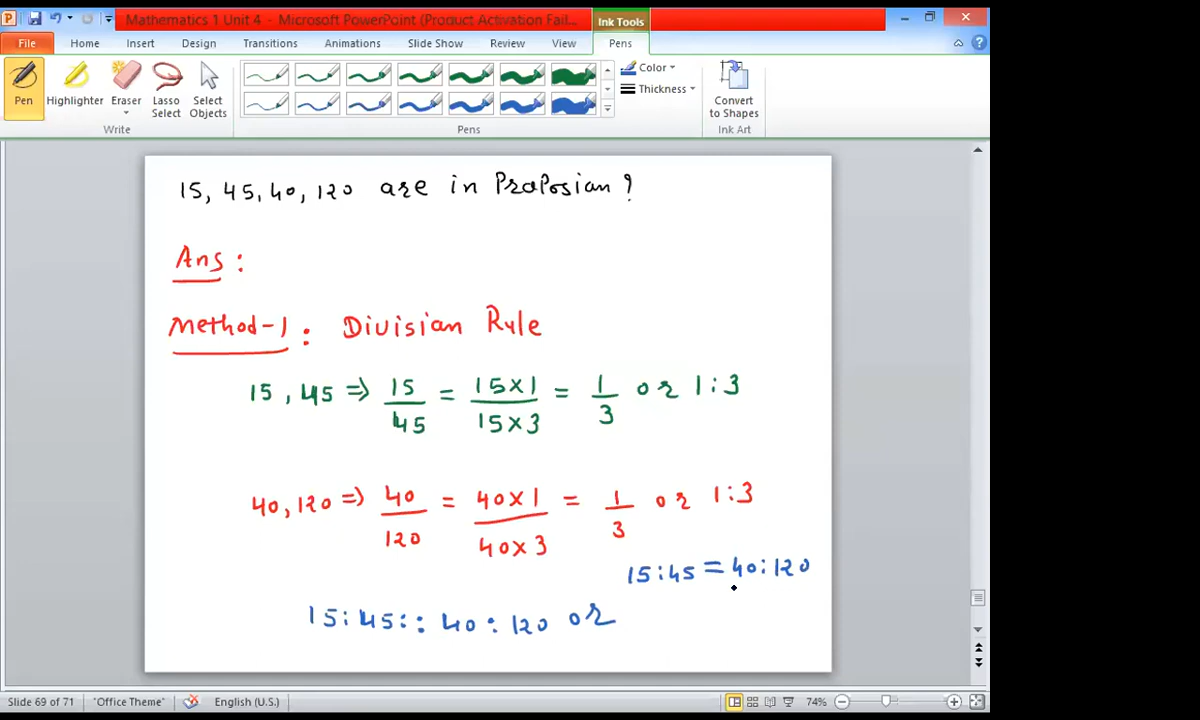 Mathematics 1 Unit 4 - Microsoft PowerPoint (Product Activation Fail...
Ink Tools
File Home Insert Design Transitions Animations Slide Show Review View Pens
Pen Highlighter Eraser Lasso Select Select Objects
Color
Thickness
Convert to Shapes
Write Pens Ink Art
15, 45, 40, 120 are in Praposian?
Ans:
Method-1: Divisian Rule
15, 45 => 15/45 = 15×1/15×3 = 1/3 or 1:3
40, 120 => 40/120 = 40×1/40×3 = 1/3 or 1:3
15:45 = 40:120
15:45:: 40:120 or
Slide 69 of 71 "Office Theme" English (U.S.) 74%